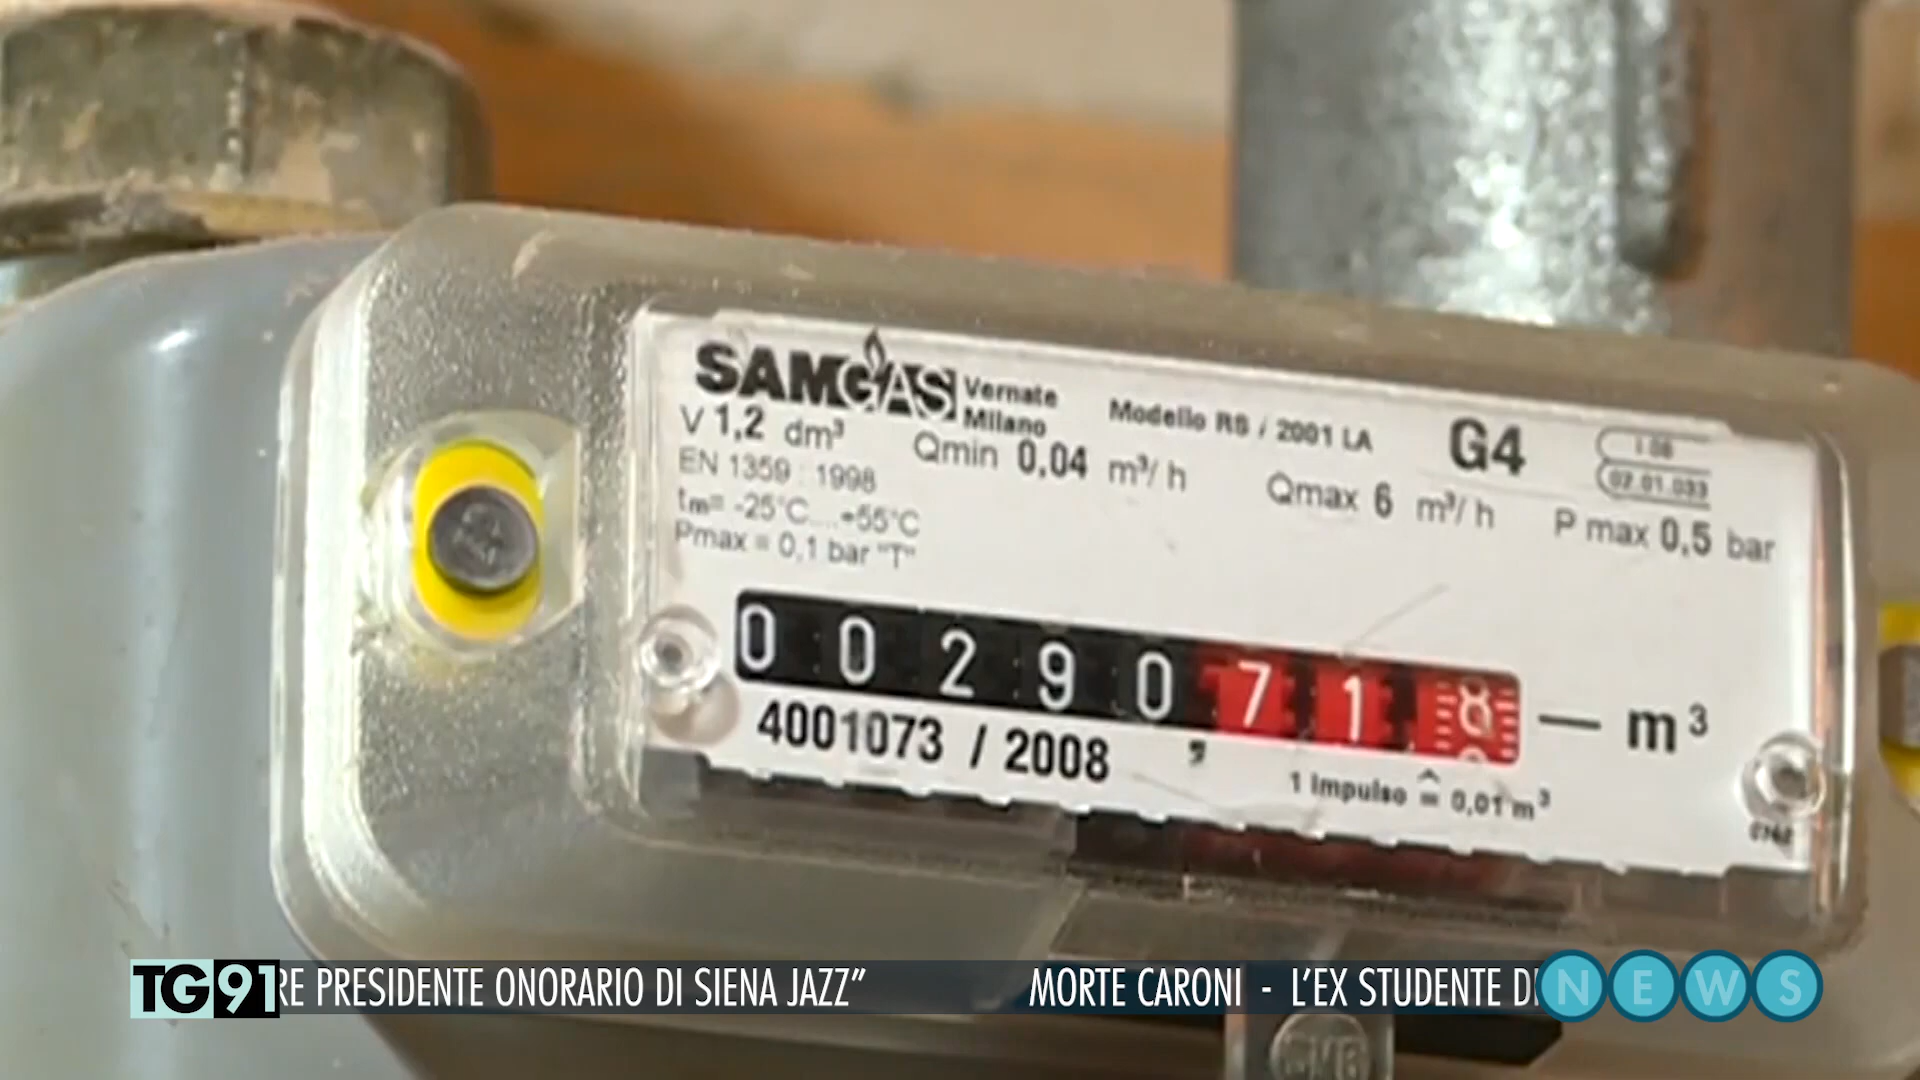 SAMGAS Vernate Milano
Modello RS / 2001 LA
G4
V 1,2 dm³
Qmin 0,04 m³/ h
Qmax 6 m³/ h
P max 0,5 bar
EN 1359 : 1998
tm= -25°C....+55°C
Pmax = 0,1 bar "T"
0 0 2 9 0 7 1 8
— m³
4001073 / 2008 ,
1 Impulso ≙ 0,01 m³
TG91 RE PRESIDENTE ONORARIO DI SIENA JAZZ” MORTE CARONI - L'EX STUDENTE DI NEWS